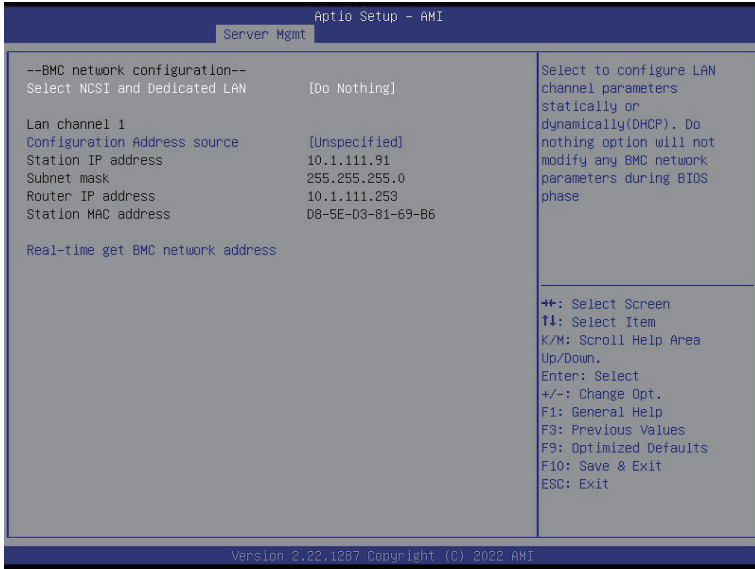 Aptio Setup - AMI
Server Mgmt
--BMC network configuration--
Select NCSI and Dedicated LAN [Do Nothing]
Lan channel 1
Configuration Address source [Unspecified]
Station IP address 10.1.111.91
Subnet mask 255.255.255.0
Router IP address 10.1.111.253
Station MAC address D8-5E-D3-81-69-B6
Real-time get BMC network address
Select to configure LAN
channel parameters
statically or
dynamically(DHCP). Do
nothing option will not
modify any BMC network
parameters during BIOS
phase
→←: Select Screen
↑↓: Select Item
K/M: Scroll Help Area
Up/Down.
Enter: Select
+/-: Change Opt.
F1: General Help
F3: Previous Values
F9: Optimized Defaults
F10: Save & Exit
ESC: Exit
Version 2.22.1287 Copyright (C) 2022 AMI